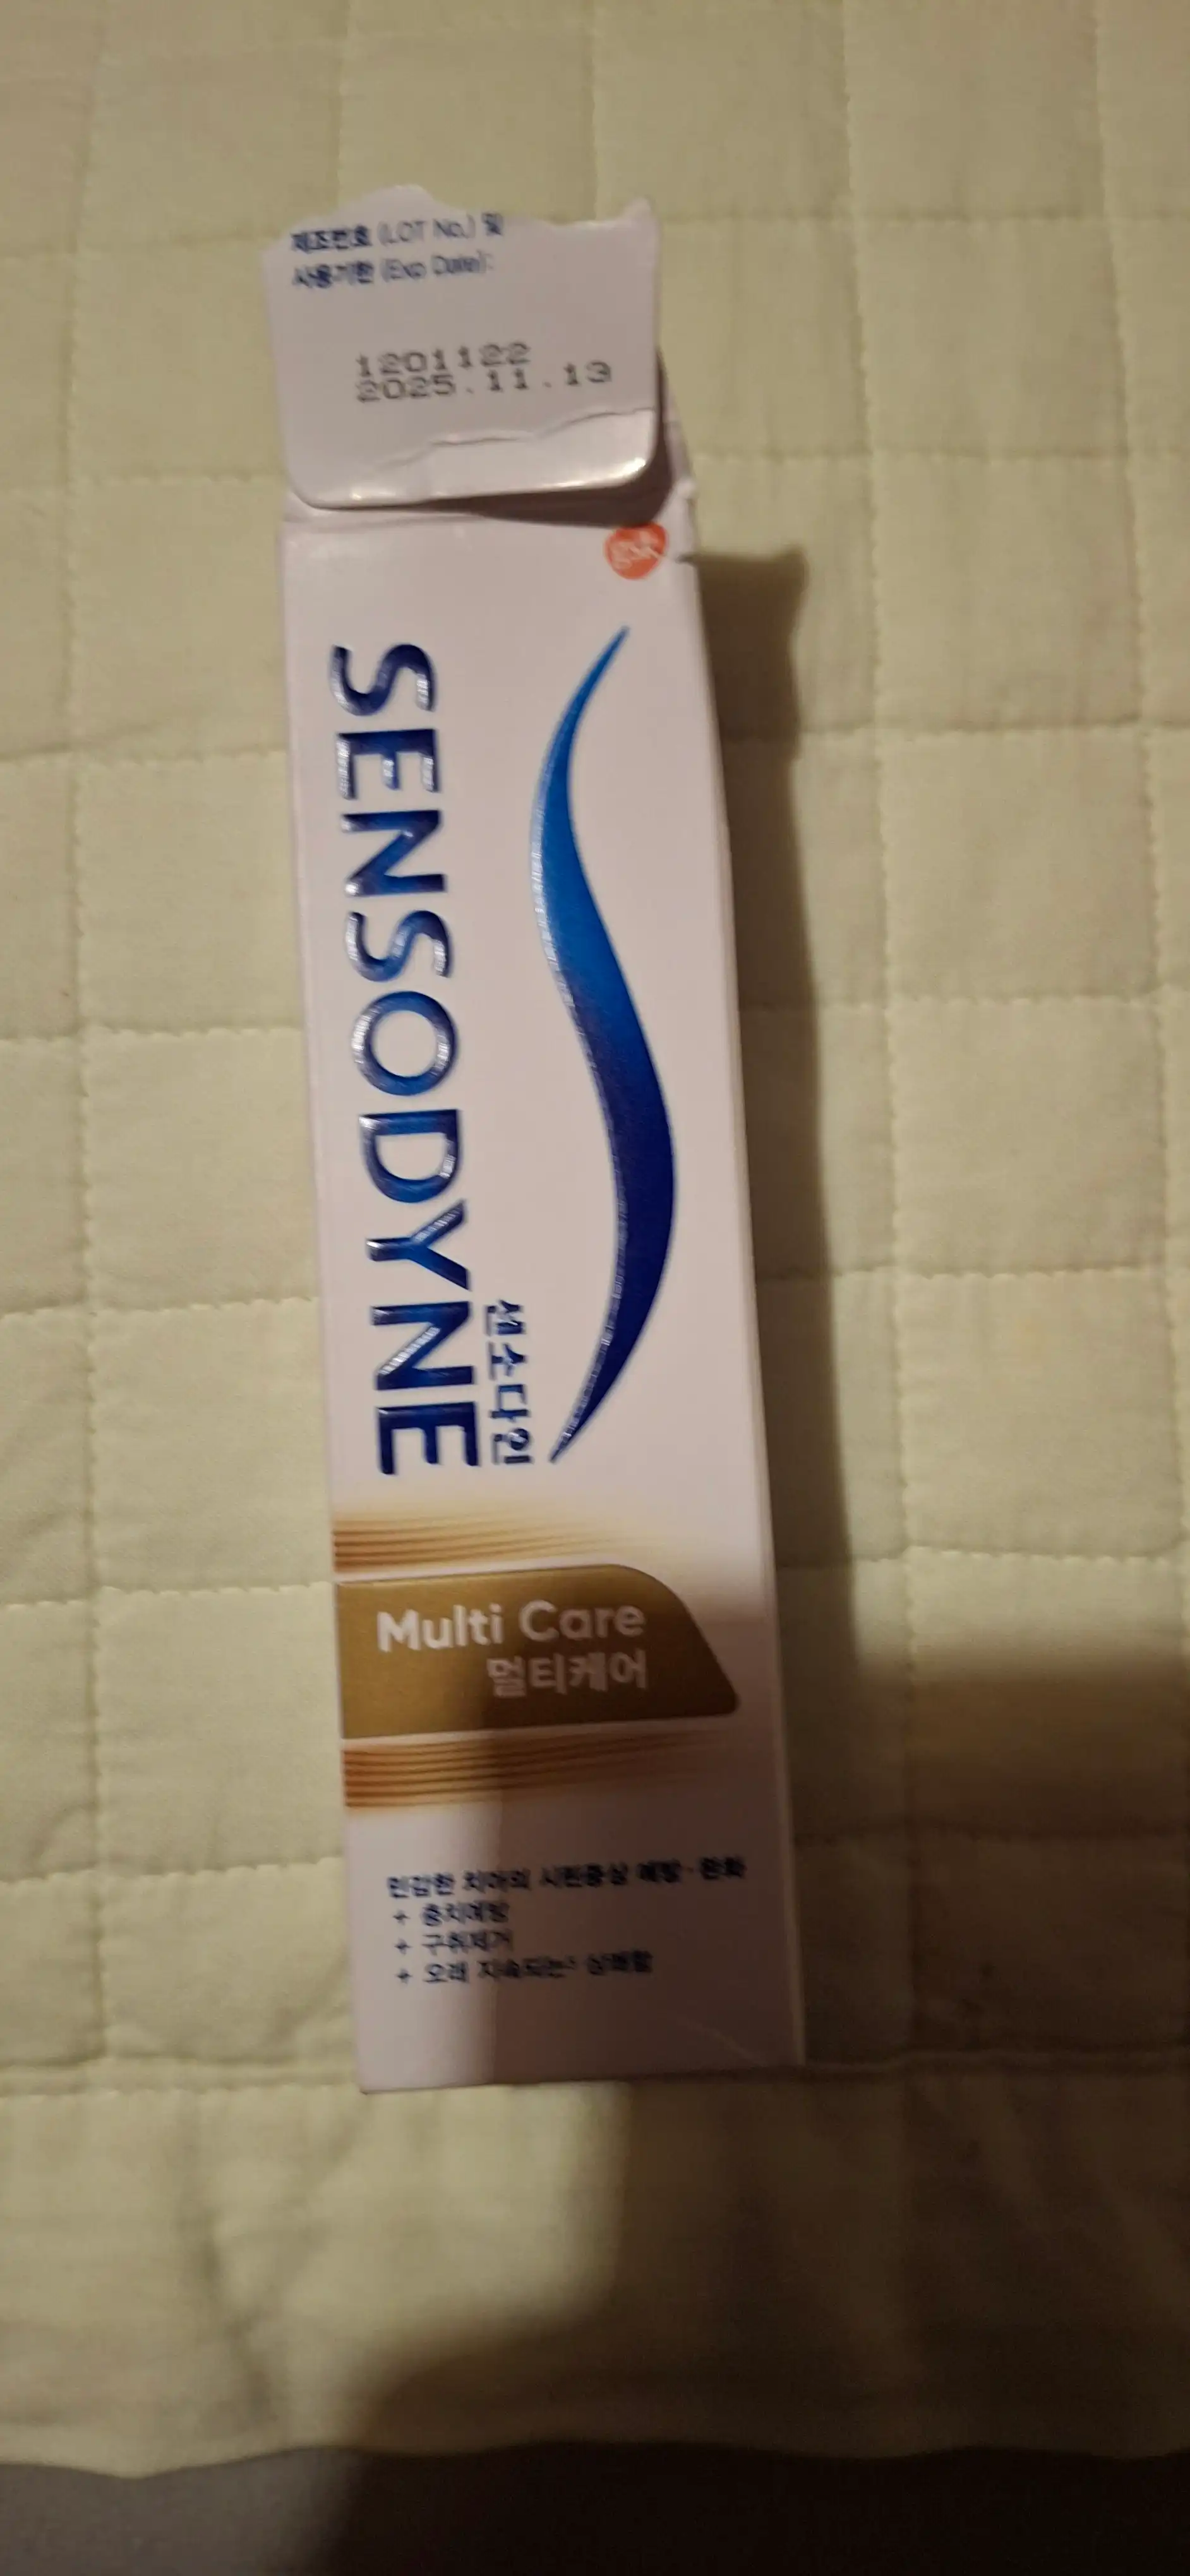 제조번호 (LOT No.) 및
사용기한 (Exp Date):
1201122
2025.11.13
gsk
SENSODYNE
센소다인
Multi Care
멀티케어
민감한 치아의 시린증상 예방·완화
+ 충치예방
+ 구취제거
+ 오래 지속되는 상쾌함